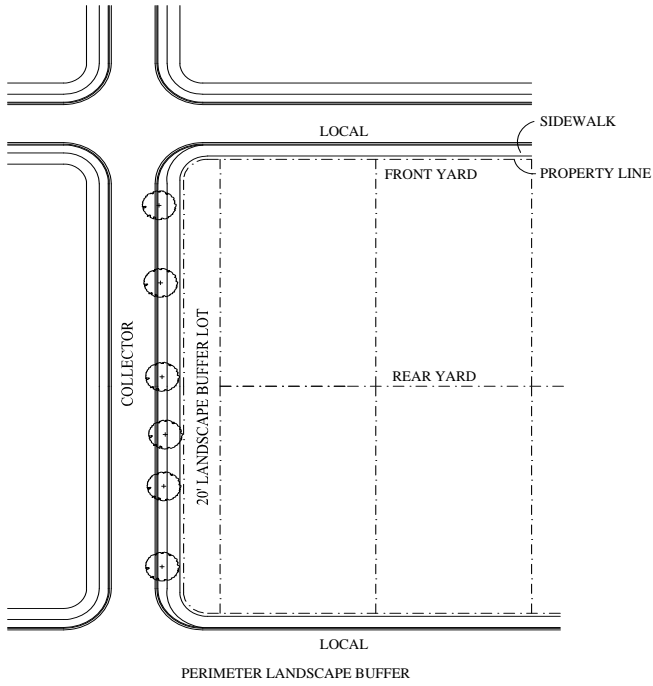 LOCAL
SIDEWALK
FRONT YARD
PROPERTY LINE
COLLECTOR
20' LANDSCAPE BUFFER LOT
REAR YARD
LOCAL
PERIMETER LANDSCAPE BUFFER